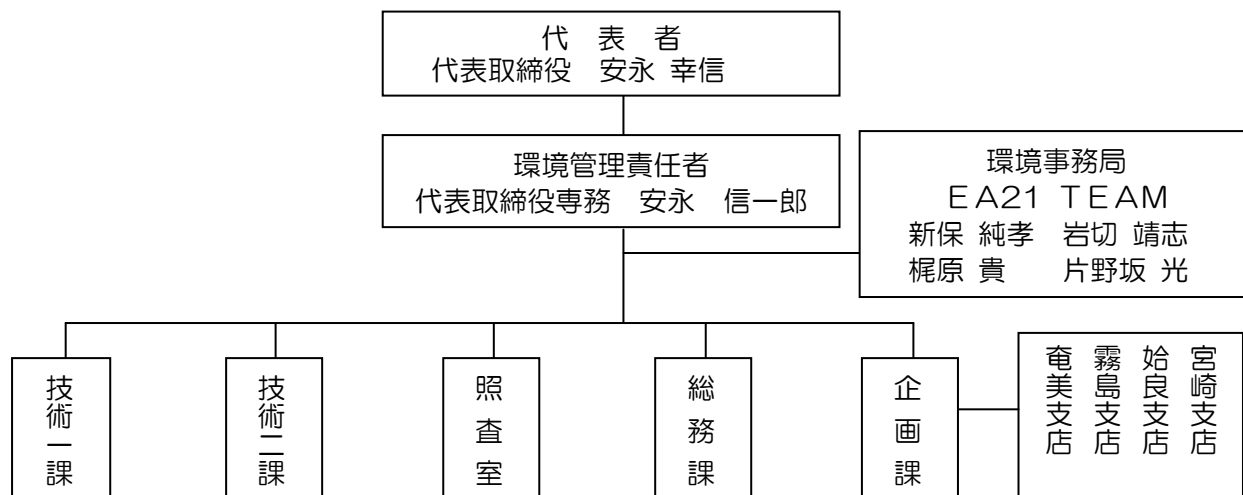 代　表　者
代表取締役　安永 幸信
環境管理責任者
代表取締役専務　安永　信一郎
環境事務局
ＥＡ21 ＴＥＡＭ
新保 純孝　岩切 靖志
梶原 貴　　片野坂 光
技術一課
技術二課
照査室
総務課
企画課
宮崎支店
姶良支店
霧島支店
奄美支店